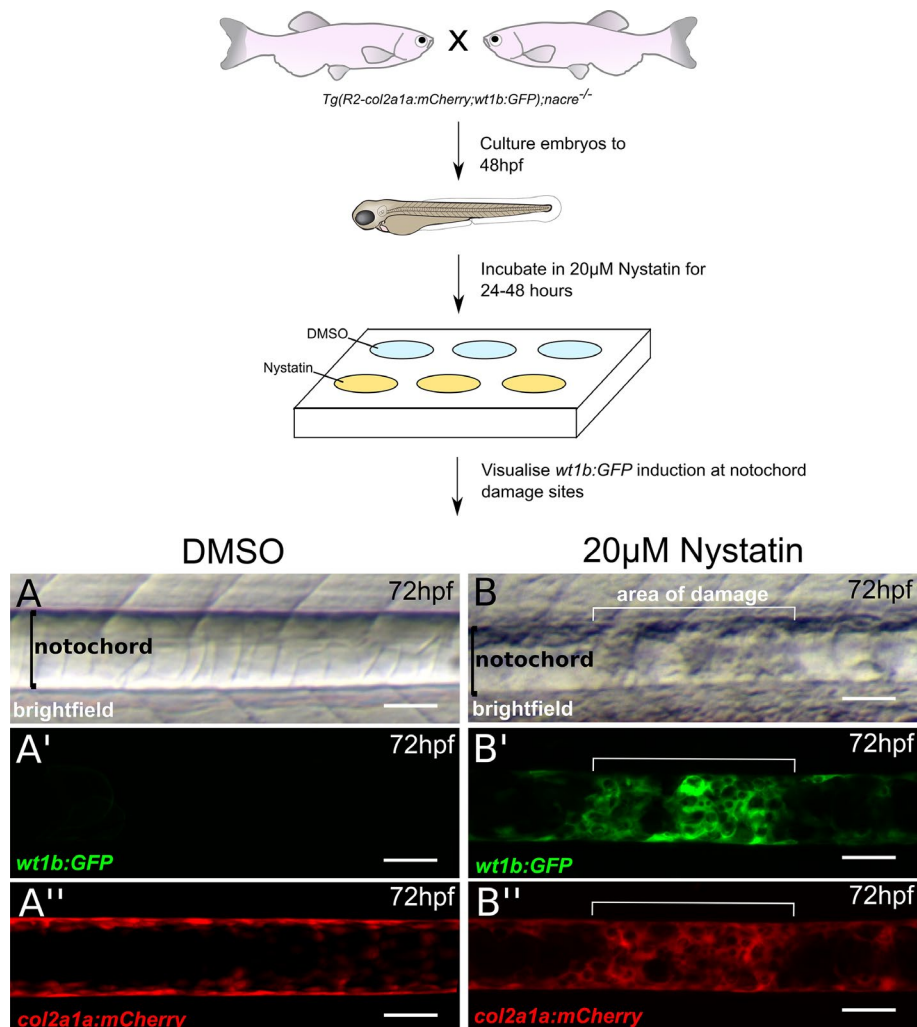 X
Tg(R2-col2a1a:mCherry;wt1b:GFP);nacre-/-
Culture embryos to
48hpf
Incubate in 20µM Nystatin for
24-48 hours
DMSO
Nystatin
Visualise wt1b:GFP induction at notochord
damage sites
DMSO
20µM Nystatin
A
72hpf
notochord
brightfield
B
72hpf
area of damage
notochord
brightfield
A'
72hpf
wt1b:GFP
B'
72hpf
wt1b:GFP
A''
72hpf
col2a1a:mCherry
B''
72hpf
col2a1a:mCherry